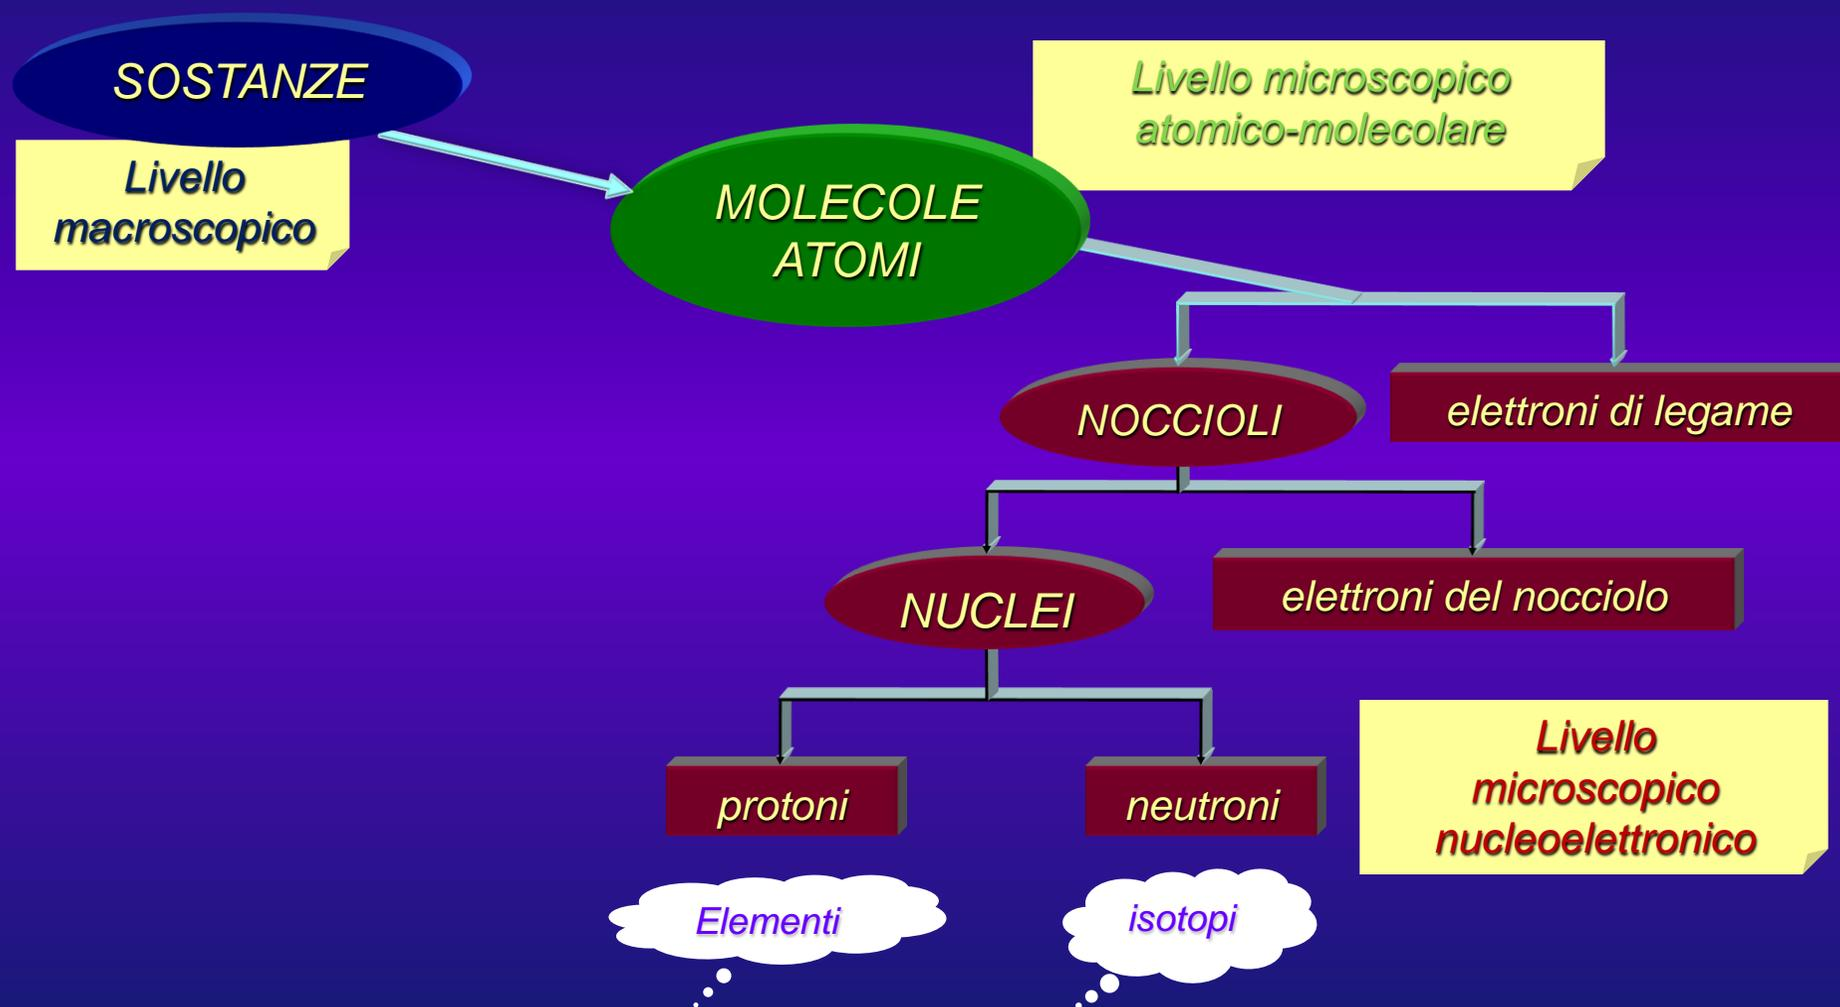 SOSTANZE
Livello
macroscopico
MOLECOLE
ATOMI
Livello microscopico
atomico-molecolare
NOCCIOLI
elettroni di legame
NUCLEI
elettroni del nocciolo
protoni
neutroni
Livello
microscopico
nucleoelettronico
Elementi
isotopi